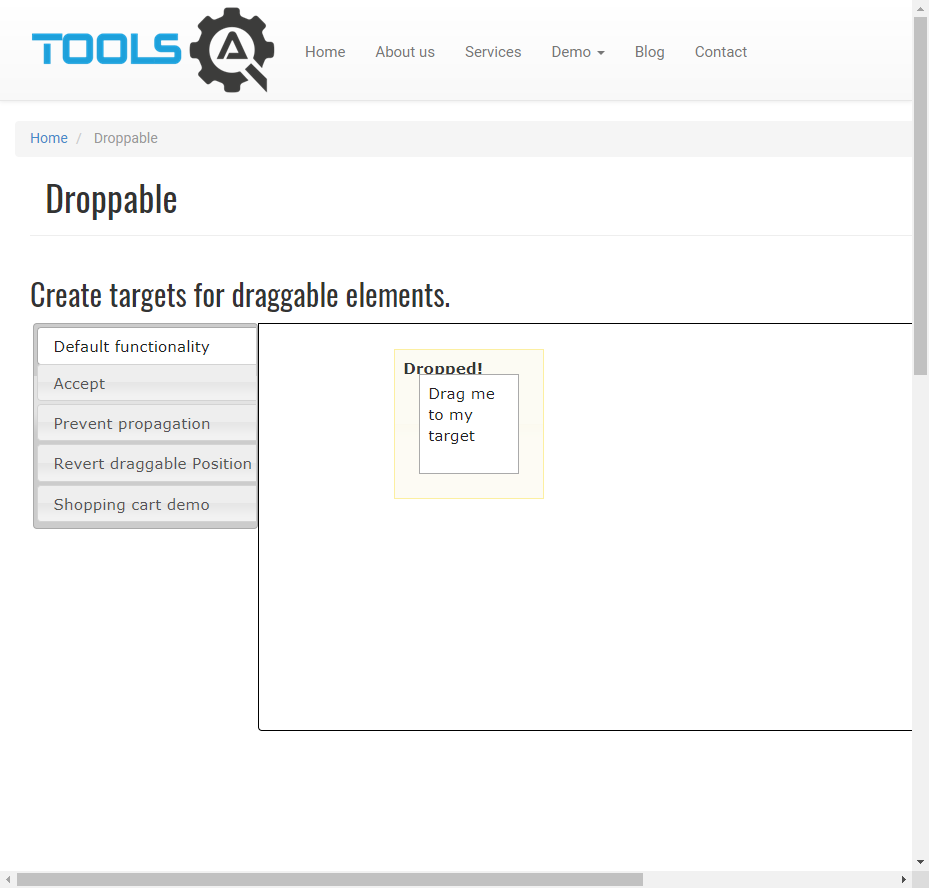 TOOLS QA
Home About us Services Demo Blog Contact
Home / Droppable
Droppable
Create targets for draggable elements.
Default functionality
Accept
Prevent propagation
Revert draggable Position
Shopping cart demo
Dropped!
Drag me
to my
target